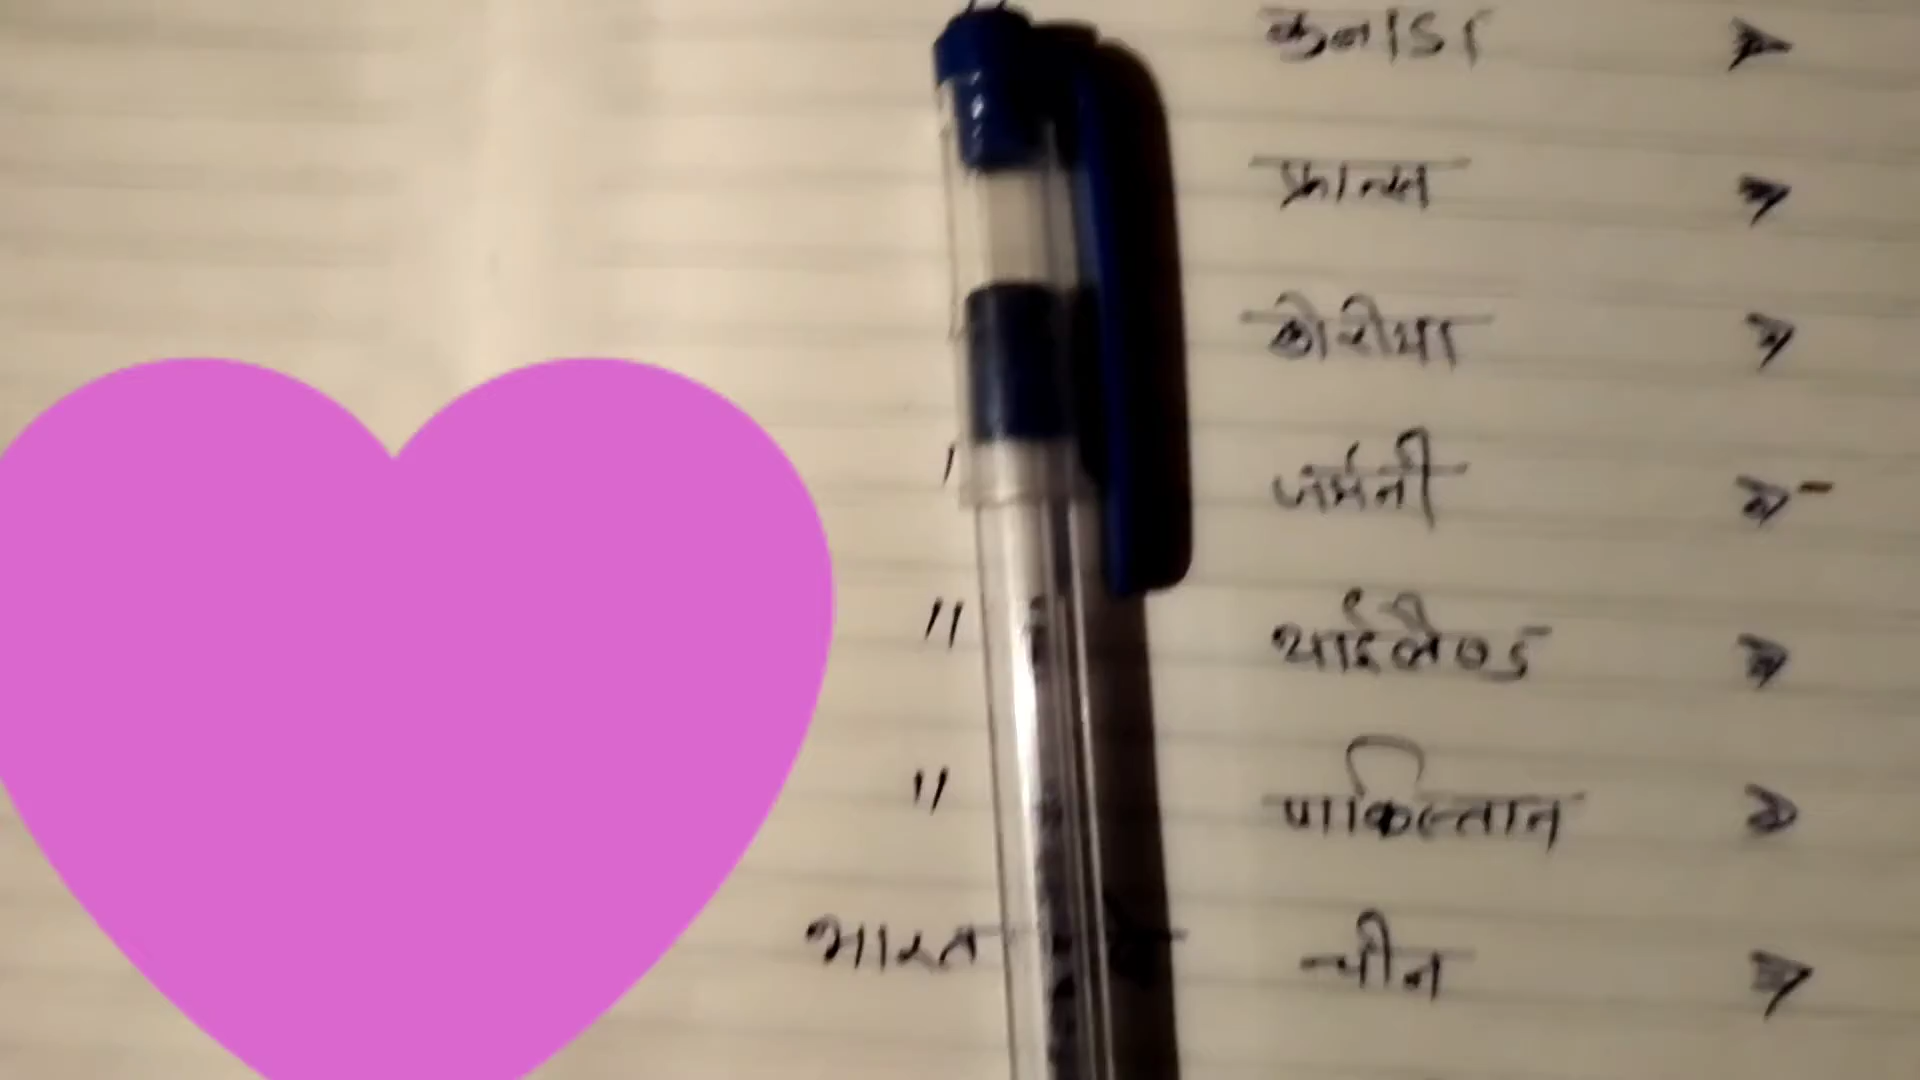 कनाडा
फ्रान्स
कोरीया
जर्मनी
" थाईलैण्ड
" पाकिस्तान
भारत चीन